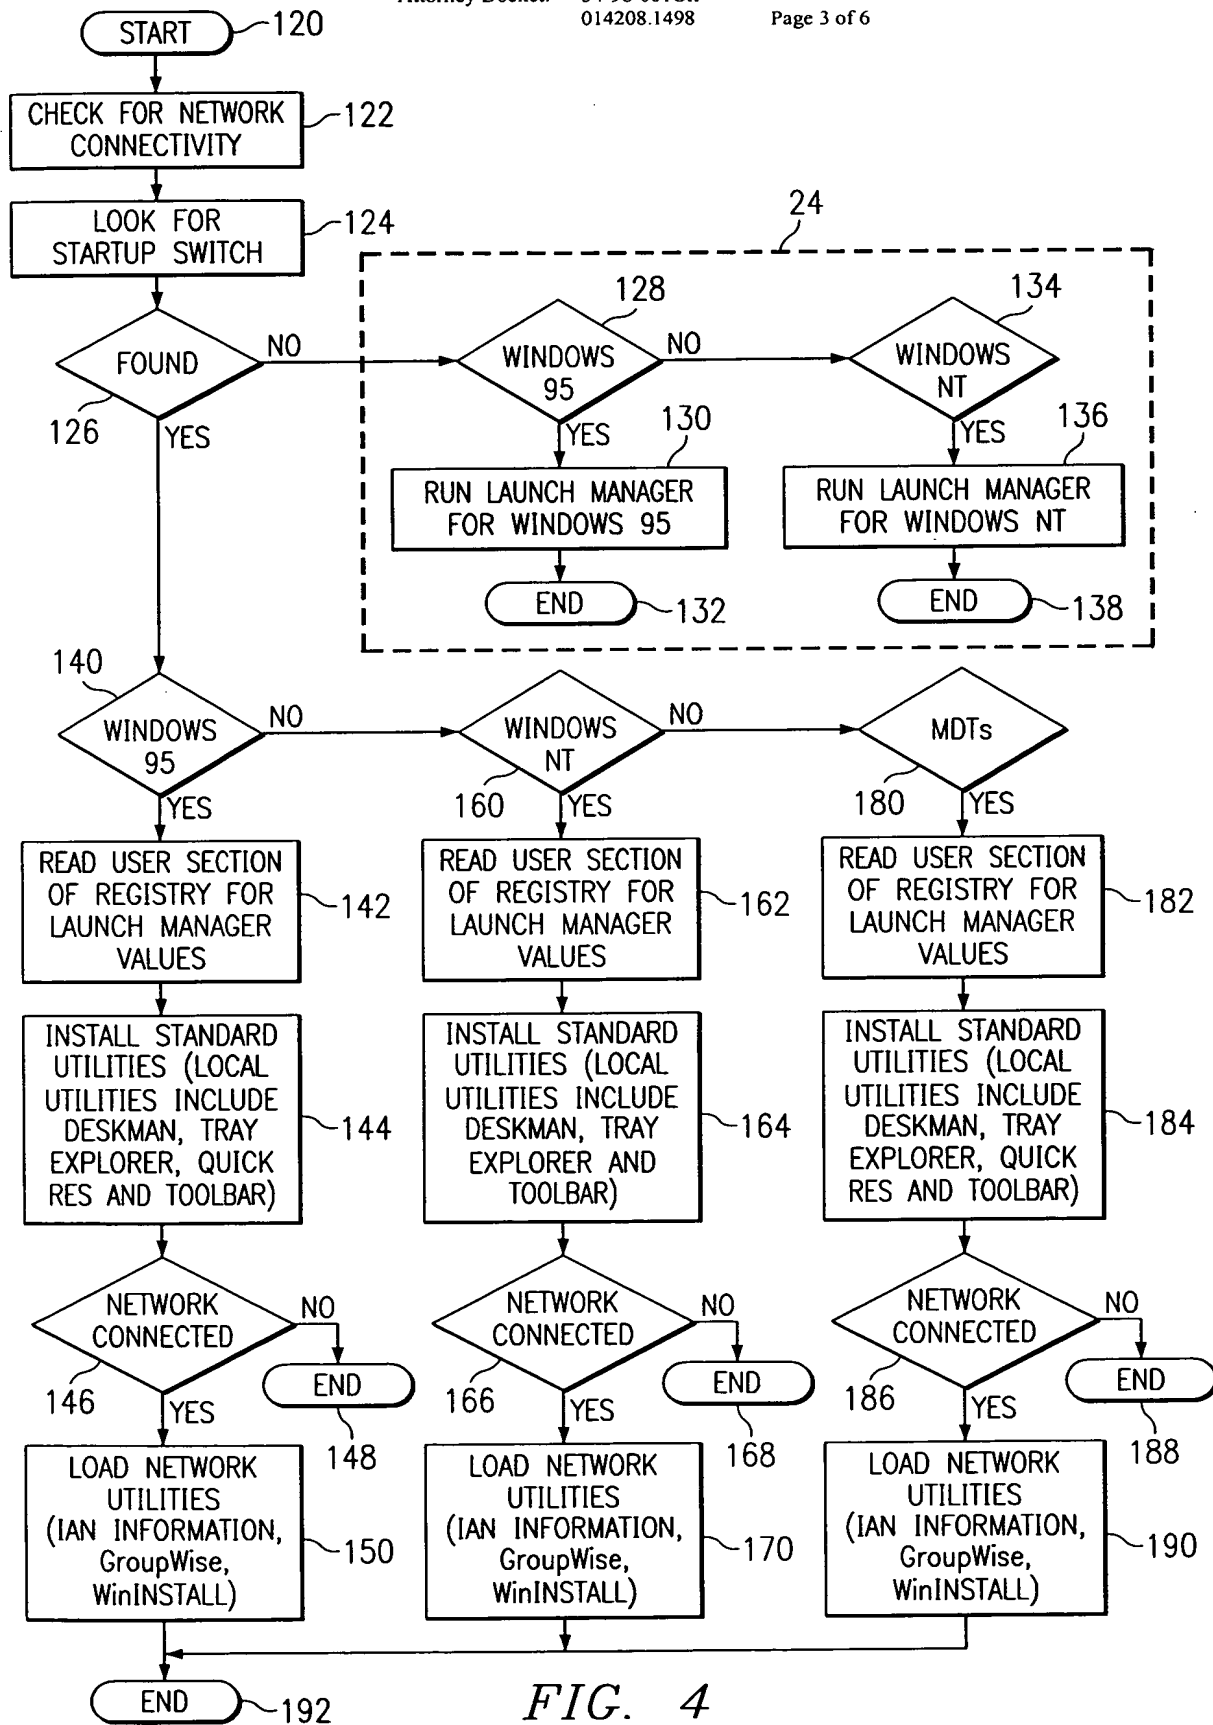 014208.1498 Page 3 of 6
START
120
CHECK FOR NETWORK
CONNECTIVITY
122
LOOK FOR
STARTUP SWITCH
124
24
FOUND
NO
126
YES
128
WINDOWS
95
NO
YES
134
WINDOWS
NT
YES
130
RUN LAUNCH MANAGER
FOR WINDOWS 95
END
132
136
RUN LAUNCH MANAGER
FOR WINDOWS NT
END
138
140
WINDOWS
95
NO
YES
WINDOWS
NT
NO
160
YES
MDTs
180
YES
READ USER SECTION
OF REGISTRY FOR
LAUNCH MANAGER
VALUES
142
READ USER SECTION
OF REGISTRY FOR
LAUNCH MANAGER
VALUES
162
READ USER SECTION
OF REGISTRY FOR
LAUNCH MANAGER
VALUES
182
INSTALL STANDARD
UTILITIES (LOCAL
UTILITIES INCLUDE
DESKMAN, TRAY
EXPLORER, QUICK
RES AND TOOLBAR)
144
INSTALL STANDARD
UTILITIES (LOCAL
UTILITIES INCLUDE
DESKMAN, TRAY
EXPLORER AND
TOOLBAR)
164
INSTALL STANDARD
UTILITIES (LOCAL
UTILITIES INCLUDE
DESKMAN, TRAY
EXPLORER, QUICK
RES AND TOOLBAR)
184
NETWORK
CONNECTED
NO
146
YES
END
148
NETWORK
CONNECTED
NO
166
YES
END
168
NETWORK
CONNECTED
NO
186
YES
END
188
LOAD NETWORK
UTILITIES
(IAN INFORMATION,
GroupWise,
WinINSTALL)
150
LOAD NETWORK
UTILITIES
(IAN INFORMATION,
GroupWise,
WinINSTALL)
170
LOAD NETWORK
UTILITIES
(IAN INFORMATION,
GroupWise,
WinINSTALL)
190
END
192
FIG. 4